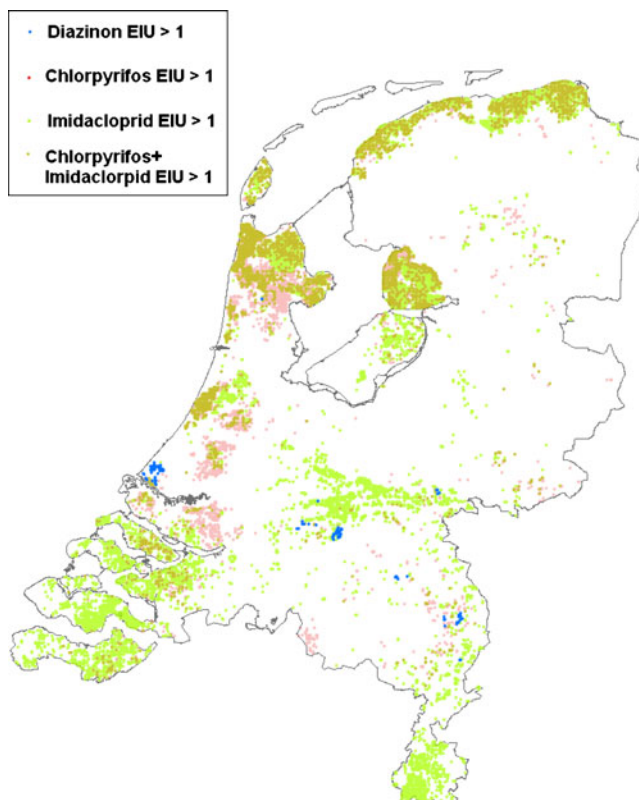 Diazinon EIU > 1
Chlorpyrifos EIU > 1
Imidacloprid EIU > 1
Chlorpyrifos+
Imidaclorpid EIU > 1